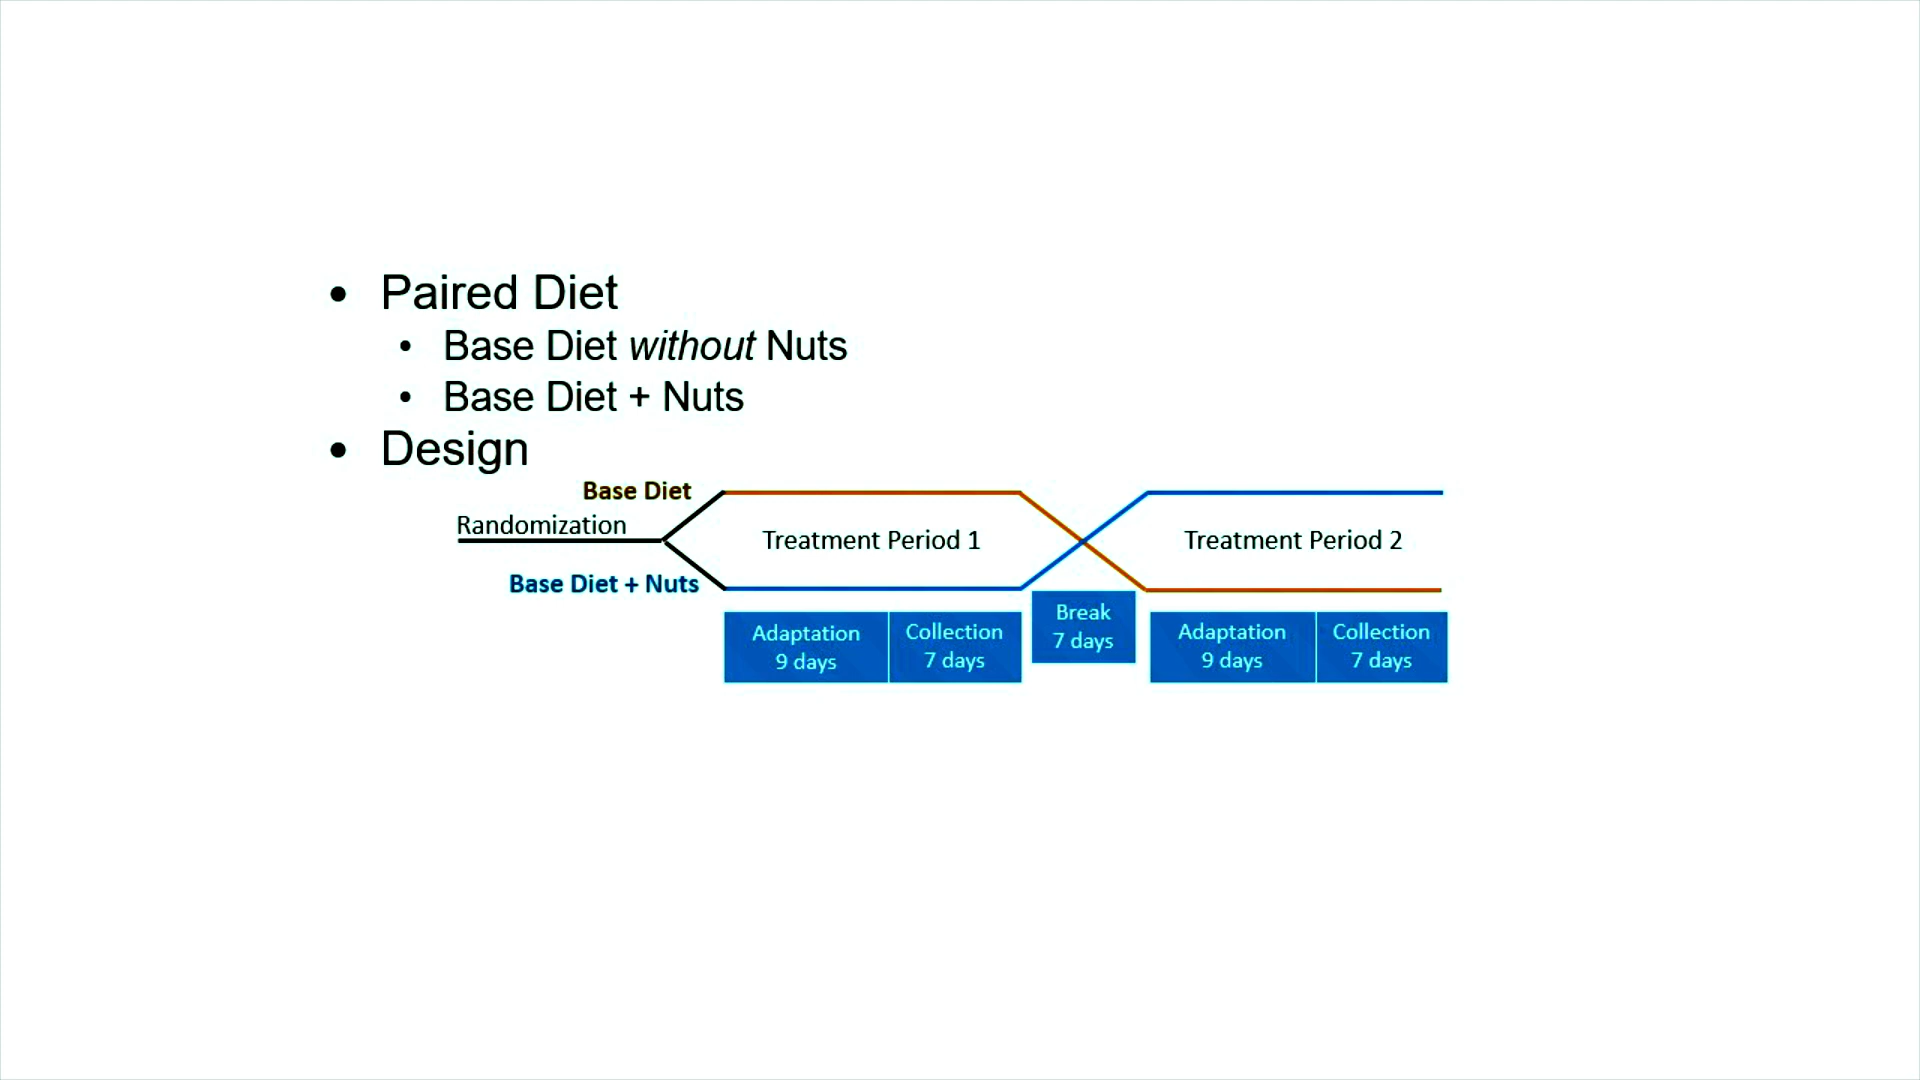 • Paired Diet
• Base Diet without Nuts
• Base Diet + Nuts
• Design
Base Diet
Randomization
Treatment Period 1
Treatment Period 2
Base Diet + Nuts
Adaptation
9 days
Collection
7 days
Break
7 days
Adaptation
9 days
Collection
7 days